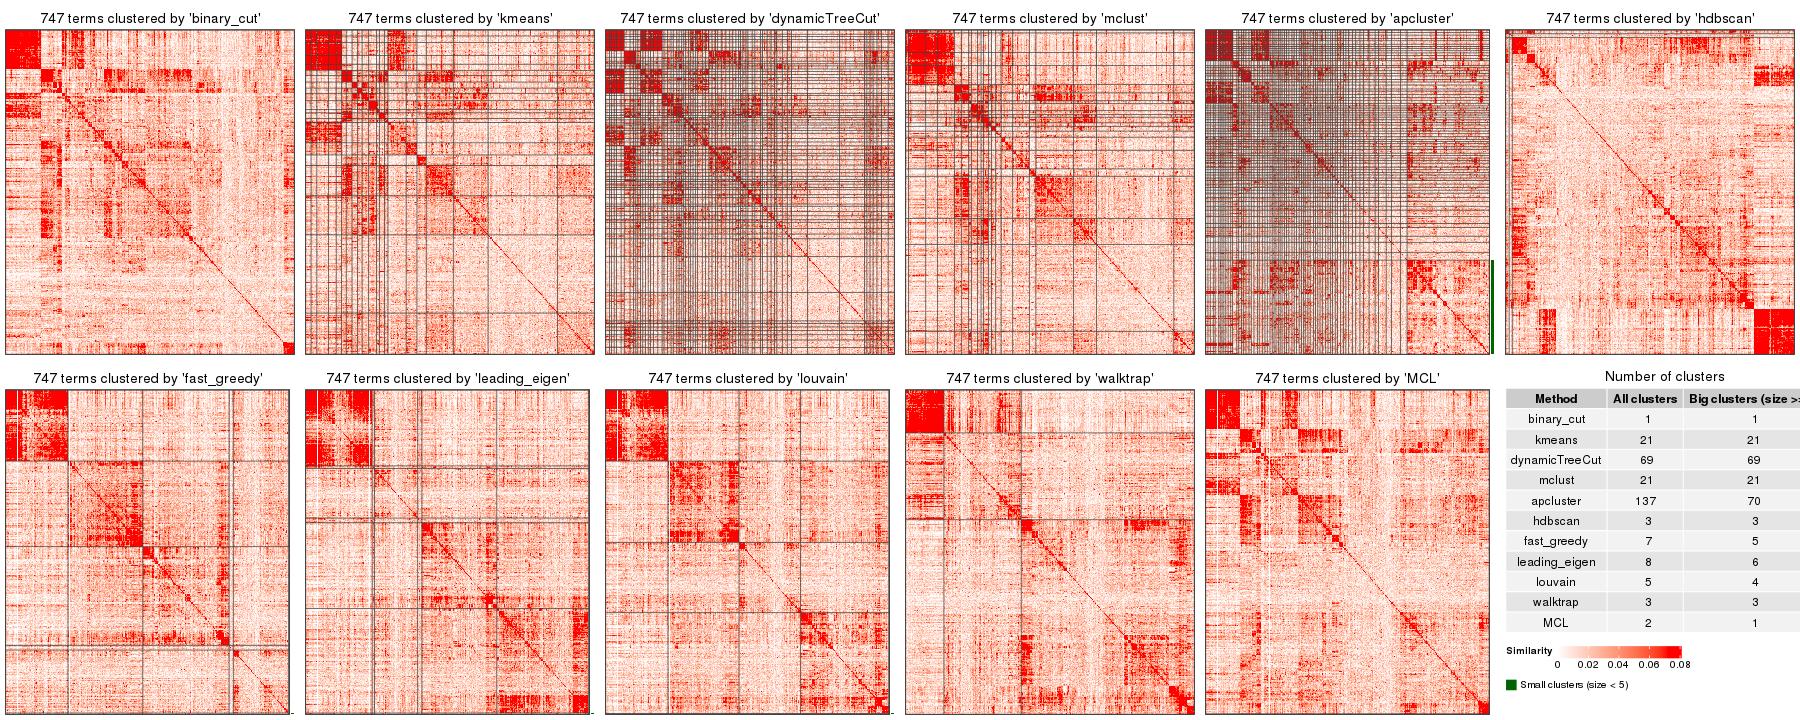 747 terms clustered by 'binary_cut'
747 terms clustered by 'kmeans'
747 terms clustered by 'dynamicTreeCut'
747 terms clustered by 'mclust'
747 terms clustered by 'apcluster'
747 terms clustered by 'hdbscan'
747 terms clustered by 'fast_greedy'
747 terms clustered by 'leading_eigen'
747 terms clustered by 'louvain'
747 terms clustered by 'walktrap'
747 terms clustered by 'MCL'
Number of clusters
Method All clusters Big clusters (size >=
binary_cut 1 1
kmeans 21 21
dynamicTreeCut 69 69
mclust 21 21
apcluster 137 70
hdbscan 3 3
fast_greedy 7 5
leading_eigen 8 6
louvain 5 4
walktrap 3 3
MCL 2 1
Similarity
0 0.02 0.04 0.06 0.08
Small clusters (size < 5)